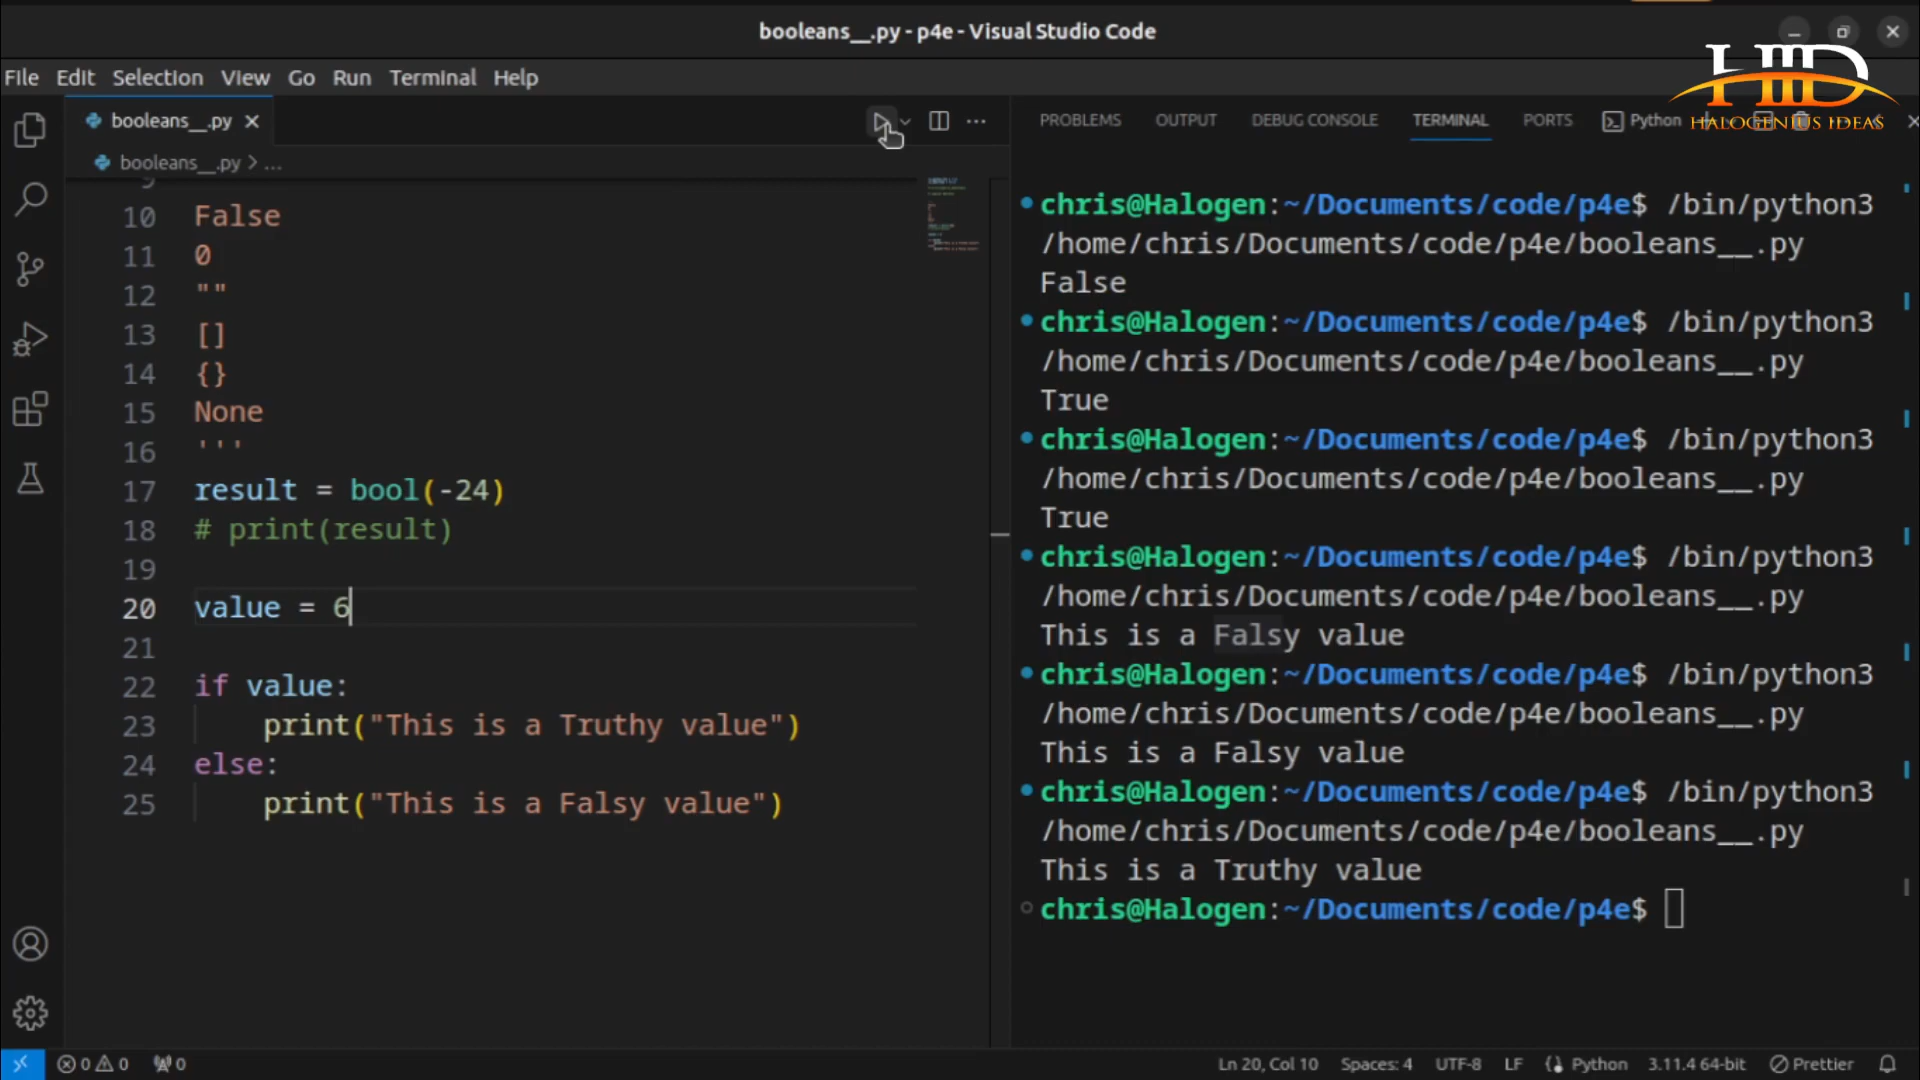 booleans__.py - p4e - Visual Studio Code
File Edit Selection View Go Run Terminal Help
HID
HALOGENIUS IDEAS
booleans__.py
PROBLEMS OUTPUT DEBUG CONSOLE TERMINAL PORTS Python
booleans__.py > ...
10 False
11 0
12 ""
13 []
14 {}
15 None
16 '''
17 result = bool(-24)
18 # print(result)
19
20 value = 6
21
22 if value:
23 print("This is a Truthy value")
24 else:
25 print("This is a Falsy value")
chris@Halogen:~/Documents/code/p4e$ /bin/python3
/home/chris/Documents/code/p4e/booleans__.py
False
chris@Halogen:~/Documents/code/p4e$ /bin/python3
/home/chris/Documents/code/p4e/booleans__.py
True
chris@Halogen:~/Documents/code/p4e$ /bin/python3
/home/chris/Documents/code/p4e/booleans__.py
True
chris@Halogen:~/Documents/code/p4e$ /bin/python3
/home/chris/Documents/code/p4e/booleans__.py
This is a Falsy value
chris@Halogen:~/Documents/code/p4e$ /bin/python3
/home/chris/Documents/code/p4e/booleans__.py
This is a Falsy value
chris@Halogen:~/Documents/code/p4e$ /bin/python3
/home/chris/Documents/code/p4e/booleans__.py
This is a Truthy value
chris@Halogen:~/Documents/code/p4e$
0 0 0 Ln 20, Col 10 Spaces: 4 UTF-8 LF Python 3.11.4 64-bit Prettier